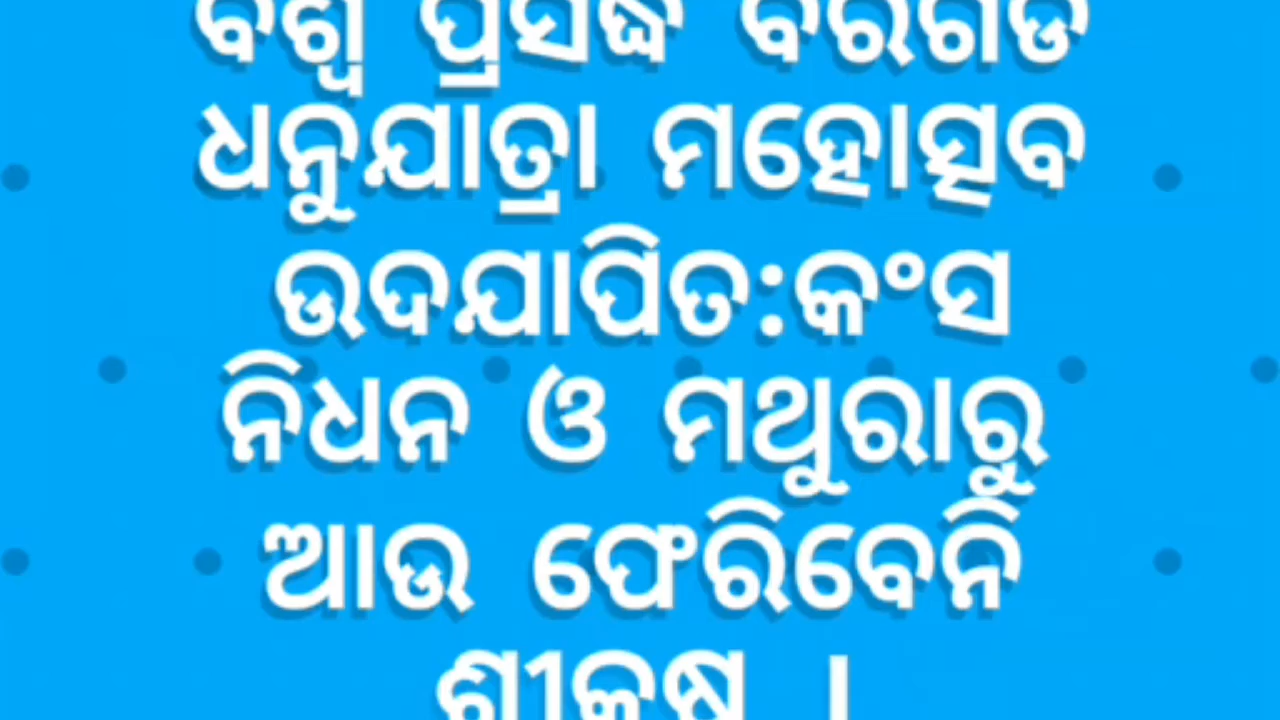 ବିଶ୍ୱ ପ୍ରସିଦ୍ଧ ବରଗଡ
ଧନୁଯାତ୍ରା ମହୋତ୍ସବ
ଉଦଯାପିତ:କଂସ
ନିଧନ ଓ ମଥୁରାରୁ
ଆଉ ଫେରିବେନି
ଶ୍ରୀକୃଷ୍ଣ ।